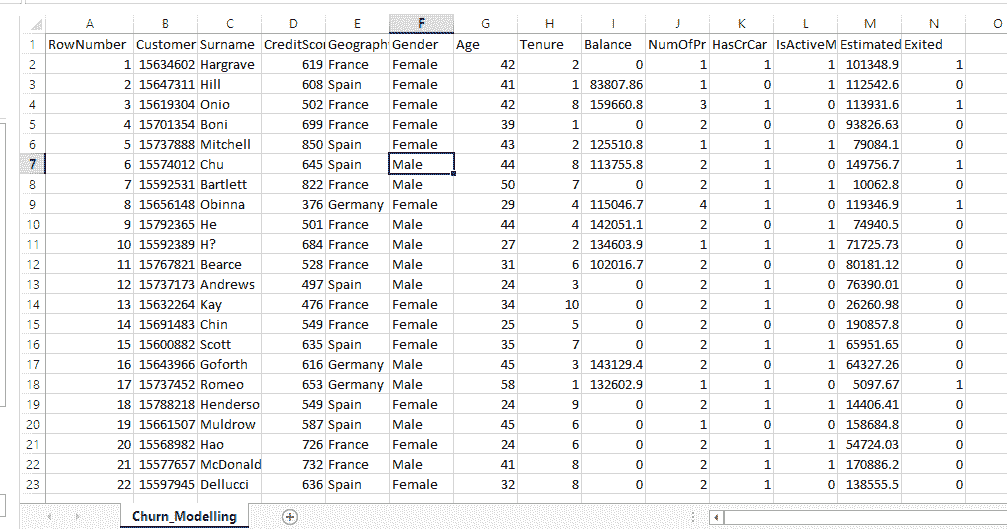 A B C D E F G H I J K L M N O
1 RowNumber Customer Surname CreditScor Geograph Gender Age Tenure Balance NumOfPr HasCrCar IsActiveM Estimated Exited
2 1 15634602 Hargrave 619 France Female 42 2 0 1 1 1 101348.9 1
3 2 15647311 Hill 608 Spain Female 41 1 83807.86 1 0 1 112542.6 0
4 3 15619304 Onio 502 France Female 42 8 159660.8 3 1 0 113931.6 1
5 4 15701354 Boni 699 France Female 39 1 0 2 0 0 93826.63 0
6 5 15737888 Mitchell 850 Spain Female 43 2 125510.8 1 1 1 79084.1 0
7 6 15574012 Chu 645 Spain Male 44 8 113755.8 2 1 0 149756.7 1
8 7 15592531 Bartlett 822 France Male 50 7 0 2 1 1 10062.8 0
9 8 15656148 Obinna 376 Germany Female 29 4 115046.7 4 1 0 119346.9 1
10 9 15792365 He 501 France Male 44 4 142051.1 2 0 1 74940.5 0
11 10 15592389 H? 684 France Male 27 2 134603.9 1 1 1 71725.73 0
12 11 15767821 Bearce 528 France Male 31 6 102016.7 2 0 0 80181.12 0
13 12 15737173 Andrews 497 Spain Male 24 3 0 2 1 0 76390.01 0
14 13 15632264 Kay 476 France Female 34 10 0 2 1 0 26260.98 0
15 14 15691483 Chin 549 France Female 25 5 0 2 0 0 190857.8 0
16 15 15600882 Scott 635 Spain Female 35 7 0 2 1 1 65951.65 0
17 16 15643966 Goforth 616 Germany Male 45 3 143129.4 2 0 1 64327.26 0
18 17 15737452 Romeo 653 Germany Male 58 1 132602.9 1 1 0 5097.67 1
19 18 15788218 Henderso 549 Spain Female 24 9 0 2 1 1 14406.41 0
20 19 15661507 Muldrow 587 Spain Male 45 6 0 1 0 0 158684.8 0
21 20 15568982 Hao 726 France Female 24 6 0 2 1 1 54724.03 0
22 21 15577657 McDonald 732 France Male 41 8 0 2 1 1 170886.2 0
23 22 15597945 Dellucci 636 Spain Female 32 8 0 2 1 0 138555.5 0
Churn_Modelling